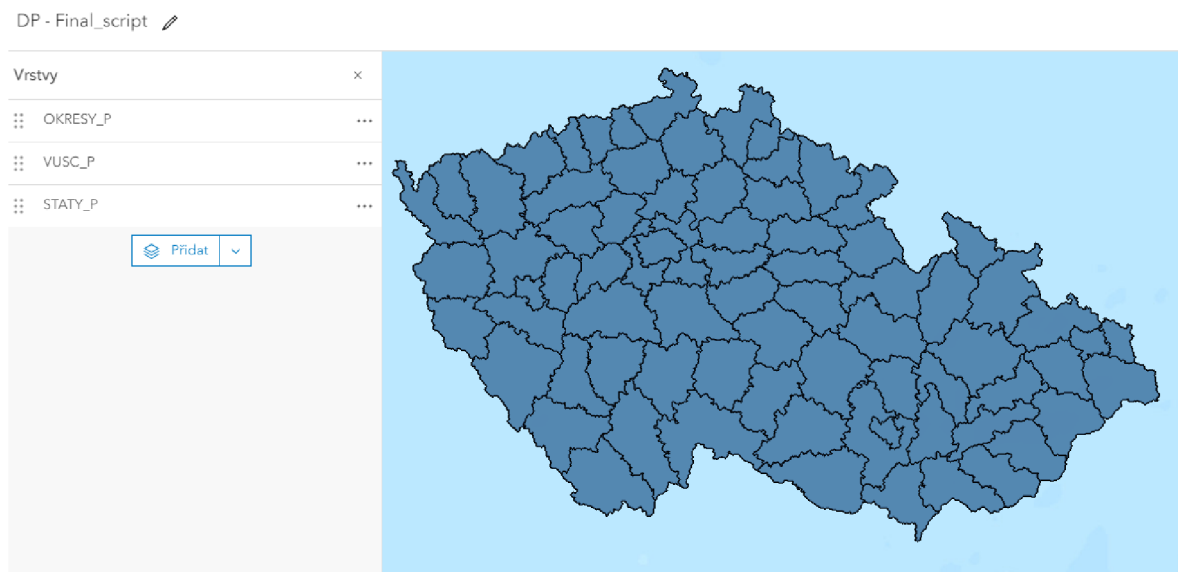 DP - Final_script
Vrstvy
OKRESY_P
VUSC_P
STATY_P
Přidat